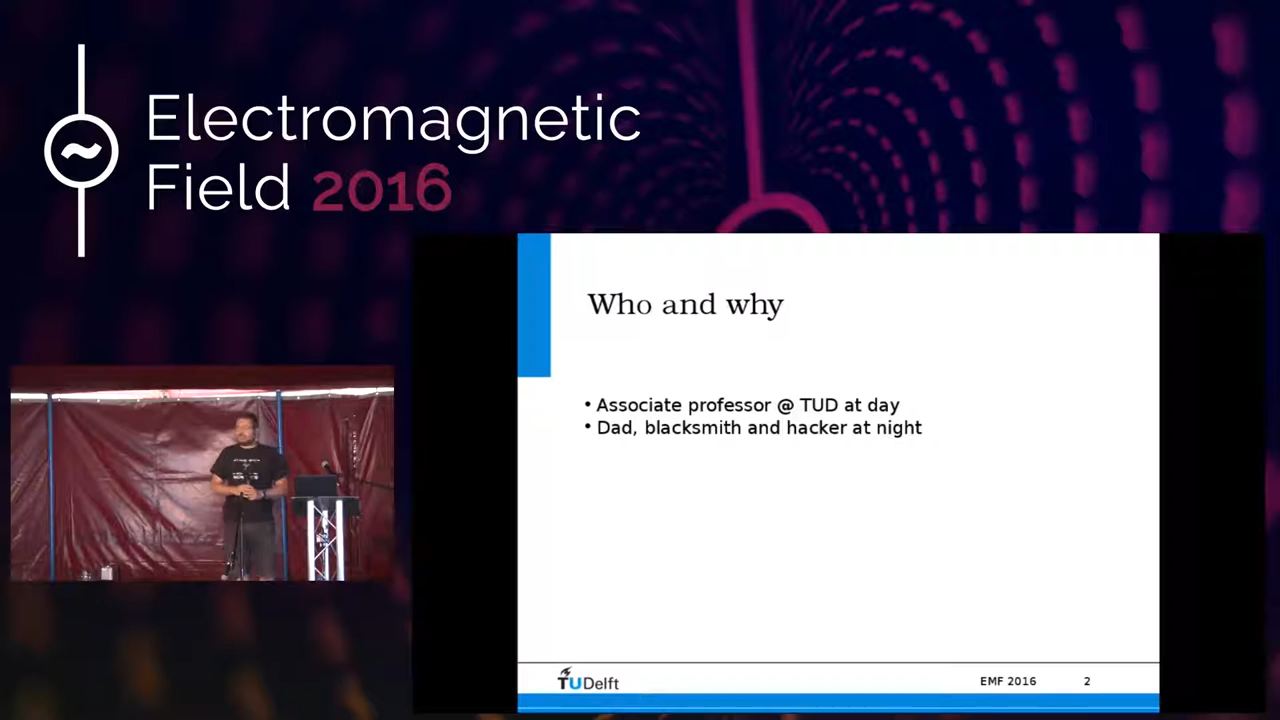 Electromagnetic
Field 2016
Who and why
• Associate professor @ TUD at day
• Dad, blacksmith and hacker at night
TUDelft
EMF 2016
2